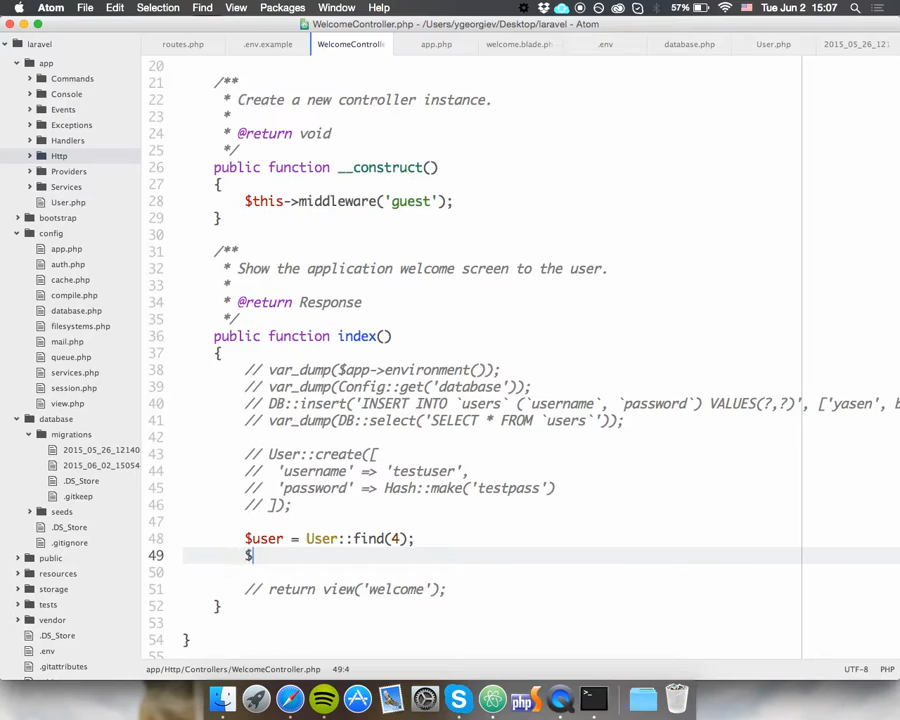 Atom File Edit View Selection Find Packages Window Help 57% Tue Jun 2 15:07
WelcomeController.php - /Users/ygeorgiev/Desktop/laravel - Atom
laravel
app
Commands
Console
Events
Exceptions
Handlers
Http
Providers
Services
User.php
bootstrap
config
app.php
auth.php
cache.php
compile.php
database.php
filesystems.php
mail.php
queue.php
services.php
session.php
view.php
database
migrations
2015_05_26_12140
2015_06_02_15054
.DS_Store
.gitkeep
seeds
.DS_Store
.gitignore
public
resources
storage
tests
vendor
.DS_Store
.env
.gitattributes
routes.php .env.example WelcomeControlle app.php welcome.blade.ph .env database.php User.php 2015_05_26_121
20
21 /**
22 * Create a new controller instance.
23 *
24 * @return void
25 */
26 public function __construct()
27 {
28 $this->middleware('guest');
29 }
30
31 /**
32 * Show the application welcome screen to the user.
33 *
34 * @return Response
35 */
36 public function index()
37 {
38 // var_dump($app->environment());
39 // var_dump(Config::get('database'));
40 // DB::insert('INSERT INTO `users` (`username`, `password`) VALUES(?,?)', ['yasen', b
41 // var_dump(DB::select('SELECT * FROM `users`'));
42
43 // User::create([
44 // 'username' => 'testuser',
45 // 'password' => Hash::make('testpass')
46 // ]);
47
48 $user = User::find(4);
49 $
50
51 // return view('welcome');
52 }
53
54 }
app/Http/Controllers/WelcomeController.php 49:4 UTF-8 PHP
php